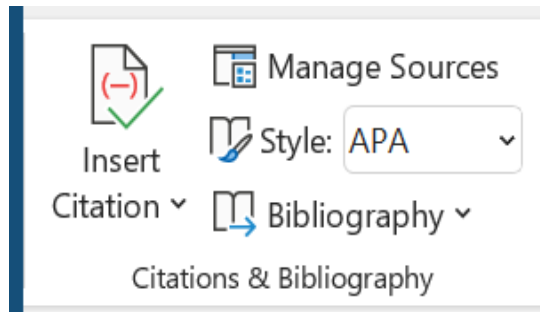 Insert
Citation
Manage Sources
Style: APA
Bibliography
Citations & Bibliography